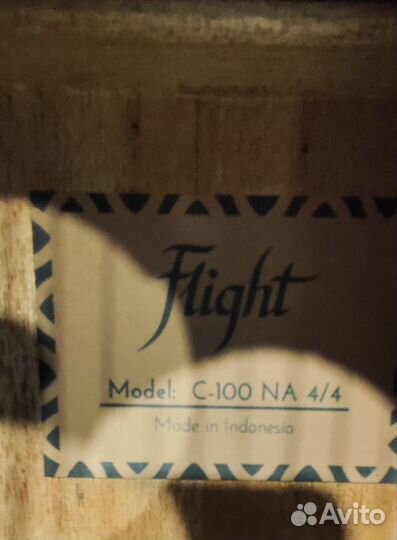 Flight
Model: C-100 NA 4/4
Made in Indonesia
Avito